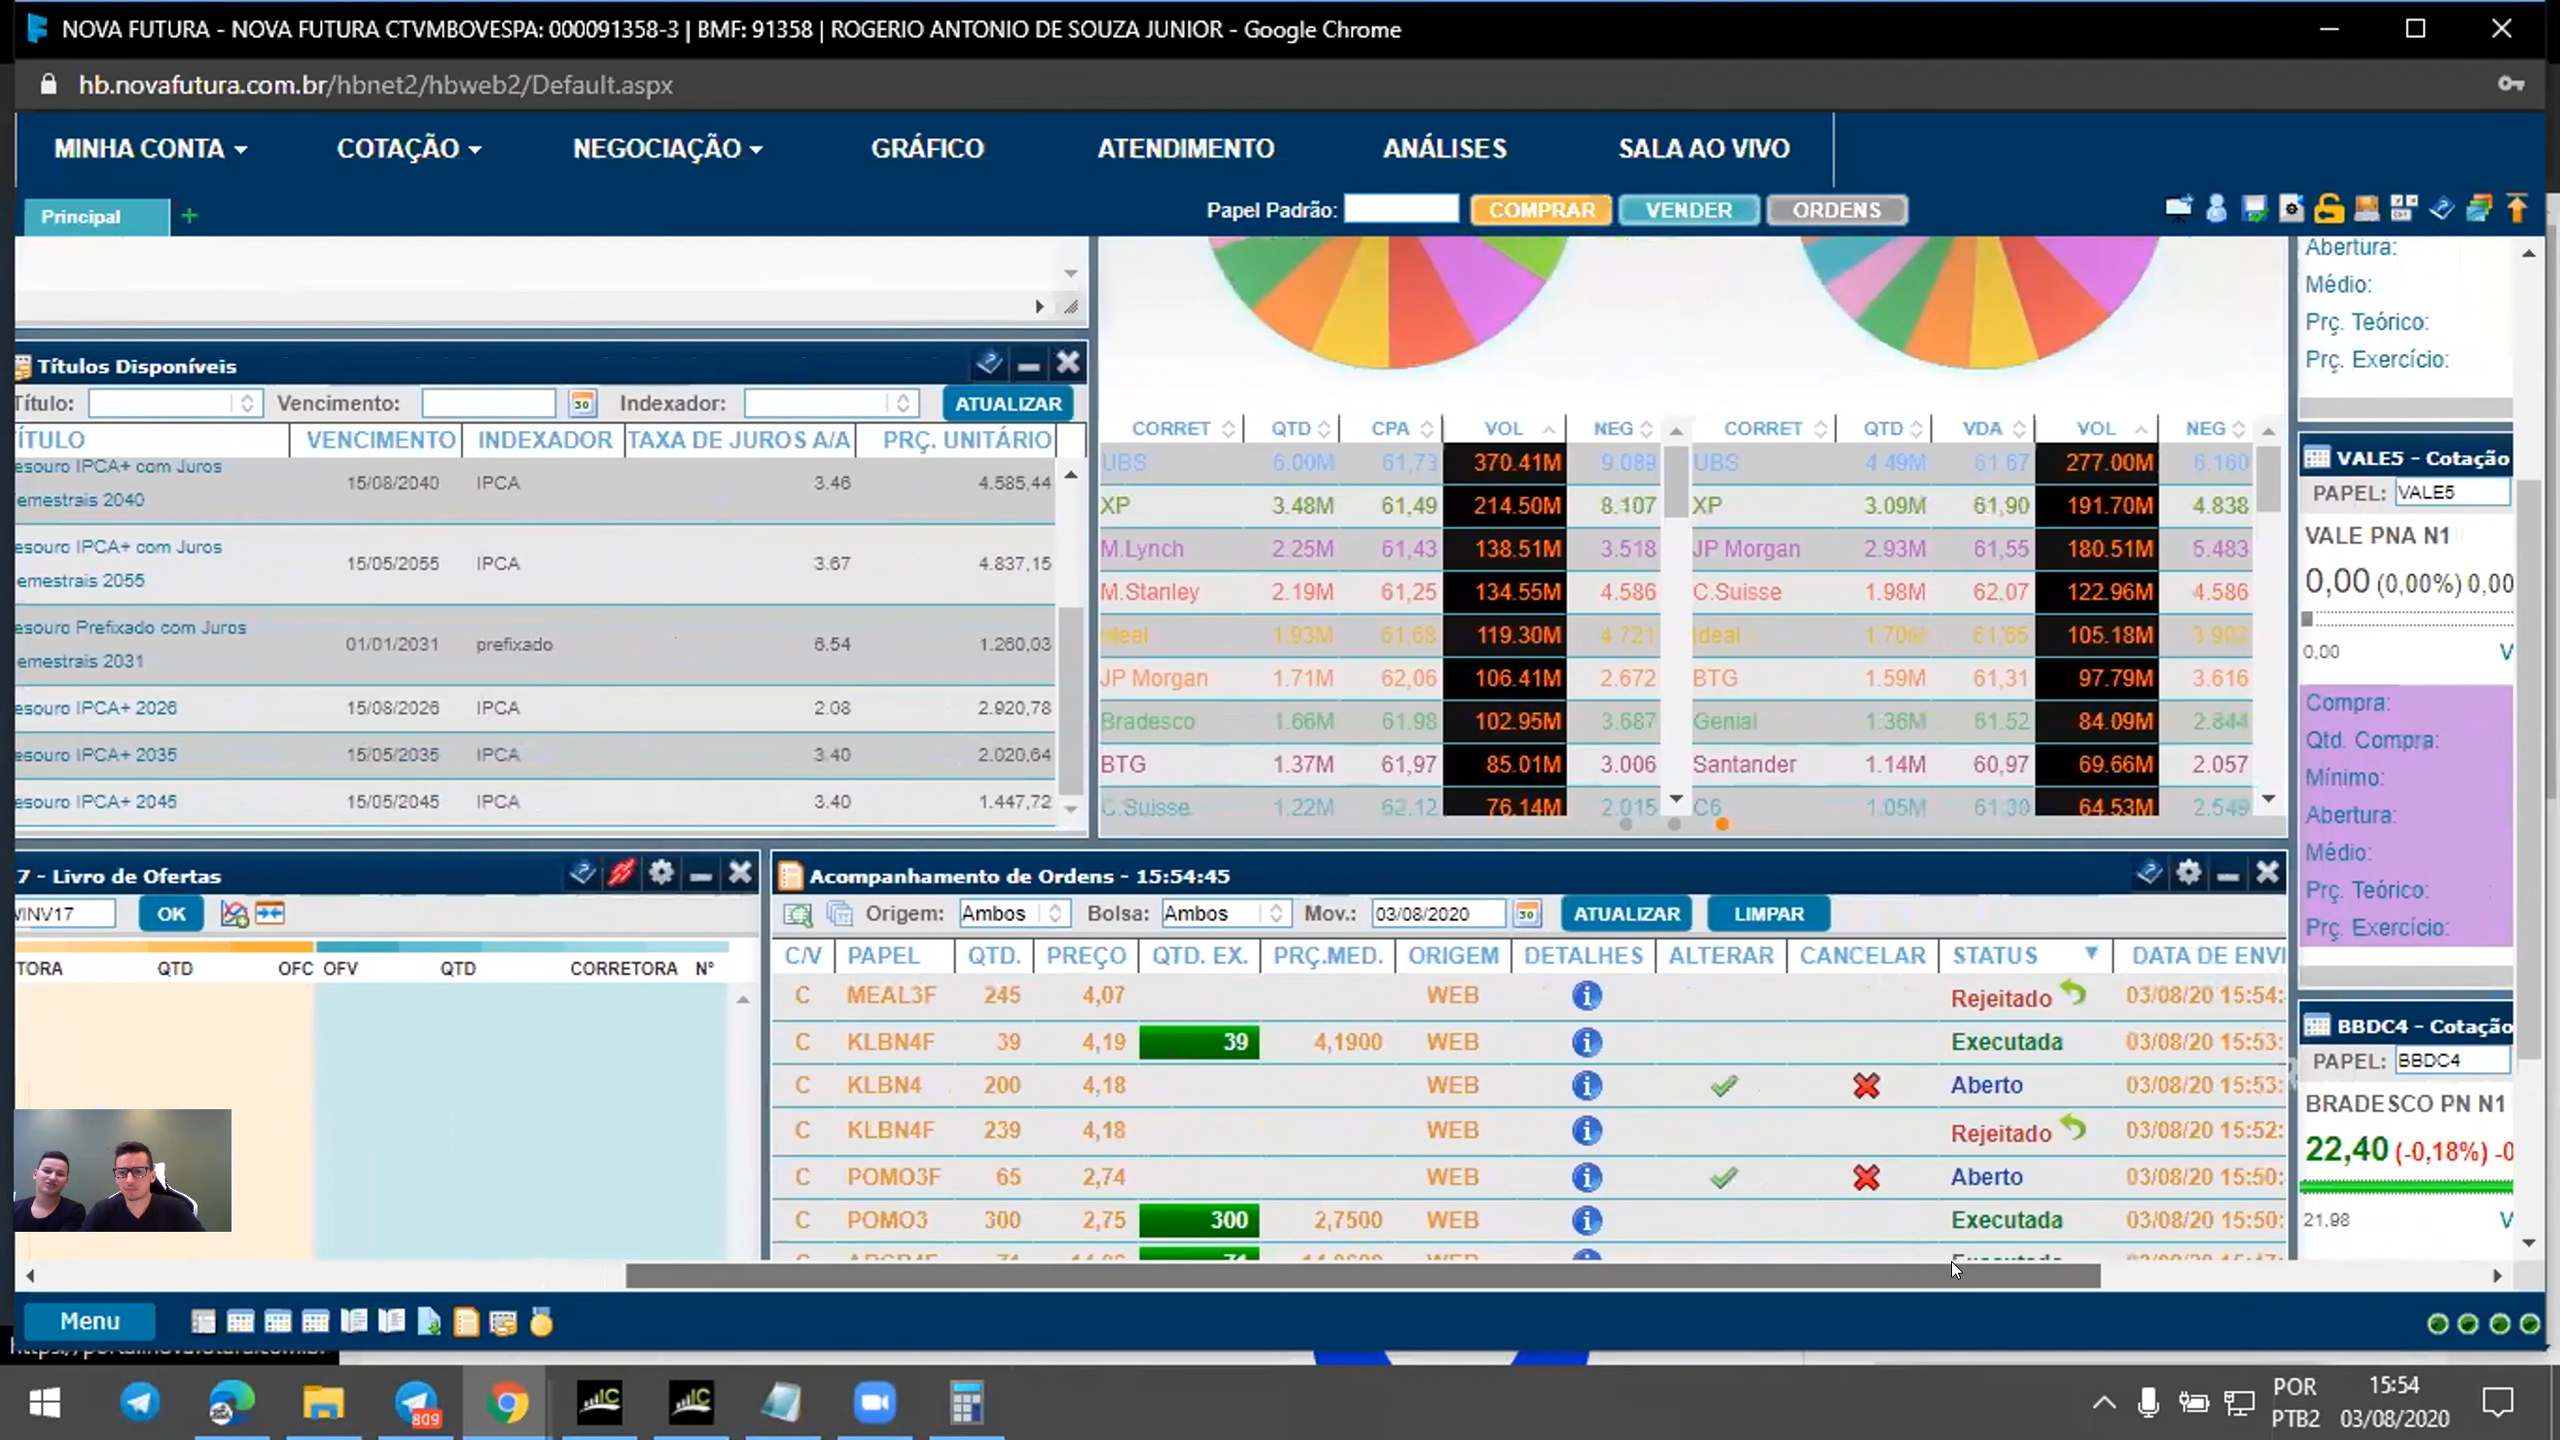 NOVA FUTURA - NOVA FUTURA CTVMBOVESPA: 000091358-3 | BMF: 91358 | ROGERIO ANTONIO DE SOUZA JUNIOR - Google Chrome
hb.novafutura.com.br/hbnet2/hbweb2/Default.aspx
MINHA CONTA COTAÇÃO NEGOCIAÇÃO GRÁFICO ATENDIMENTO ANÁLISES SALA AO VIVO
Principal + Papel Padrão: COMPRAR VENDER ORDENS
Títulos Disponíveis
Título: Vencimento: 30 Indexador: ATUALIZAR
ÍTULO VENCIMENTO INDEXADOR TAXA DE JUROS A/A PRÇ. UNITÁRIO
esouro IPCA+ com Juros
emestrais 2040 15/08/2040 IPCA 3.46 4.585,44
esouro IPCA+ com Juros
emestrais 2055 15/05/2055 IPCA 3.67 4.837,15
esouro Prefixado com Juros
emestrais 2031 01/01/2031 prefixado 6.54 1.260,03
esouro IPCA+ 2026 15/08/2026 IPCA 2.08 2.920,78
esouro IPCA+ 2035 15/05/2035 IPCA 3.40 2.020,64
esouro IPCA+ 2045 15/05/2045 IPCA 3.40 1.447,72
CORRET QTD CPA VOL NEG CORRET QTD VDA VOL NEG
UBS 6.00M 61,73 370.41M 9.089 UBS 4.49M 61,67 277.00M 6.160
XP 3.48M 61,49 214.50M 8.107 XP 3.09M 61,90 191.70M 4.838
M.Lynch 2.25M 61,43 138.51M 3.518 JP Morgan 2.93M 61,55 180.51M 5.483
M.Stanley 2.19M 61,25 134.55M 4.586 C.Suisse 1.98M 62,07 122.96M 4.586
Ideal 1.93M 61,68 119.30M 4.721 Ideal 1.70M 61,65 105.18M
JP Morgan 1.71M 62,06 106.41M 2.672 BTG 1.59M 61,31 97.79M 3.616
Bradesco 1.66M 61,98 102.95M 3.687 Genial 1.36M 61,52 84.09M 2.844
BTG 1.37M 61,97 85.01M 3.006 Santander 1.14M 60,97 69.66M 2.057
C.Suisse 1.22M 62,12 76.14M 2.015 C6 1.05M 61,30 64.53M 2.549
Abertura:
Médio:
Prç. Teórico:
Prç. Exercício:
VALE5 - Cotação
PAPEL: VALE5
VALE PNA N1
0,00 (0,00%) 0,00
0,00 V
Compra:
Qtd. Compra:
Mínimo:
Abertura:
Médio:
Prç. Teórico:
Prç. Exercício:
BBDC4 - Cotação
PAPEL: BBDC4
BRADESCO PN N1
22,40 (-0,18%) -0
21,98 V
7 - Livro de Ofertas
WINV17 OK
TORA QTD OFC OFV QTD CORRETORA N°
Acompanhamento de Ordens - 15:54:45
Origem: Ambos Bolsa: Ambos Mov.: 03/08/2020 30 ATUALIZAR LIMPAR
C/V PAPEL QTD. PREÇO QTD. EX. PRÇ.MED. ORIGEM DETALHES ALTERAR CANCELAR STATUS DATA DE ENVI
C MEAL3F 245 4,07 WEB i Rejeitado 03/08/20 15:54:
C KLBN4F 39 4,19 39 4,1900 WEB i Executada 03/08/20 15:53:
C KLBN4 200 4,18 WEB i Aberto 03/08/20 15:53:
C KLBN4F 239 4,18 WEB i Rejeitado 03/08/20 15:52:
C POMO3F 65 2,74 WEB i Aberto 03/08/20 15:50:
C POMO3 300 2,75 300 2,7500 WEB i Executada 03/08/20 15:50:
Menu
809
POR
PTB2
15:54
03/08/2020